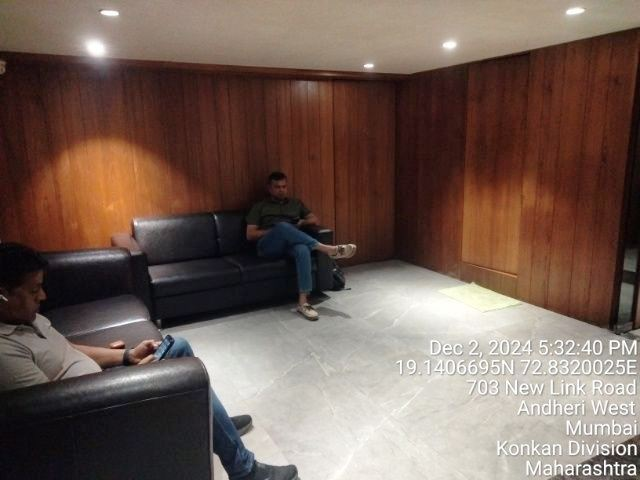 Dec 2, 2024 5:32:40 PM
19.1406695N 72.8320025E
703 New Link Road
Andheri West
Mumbai
Konkan Division
Maharashtra